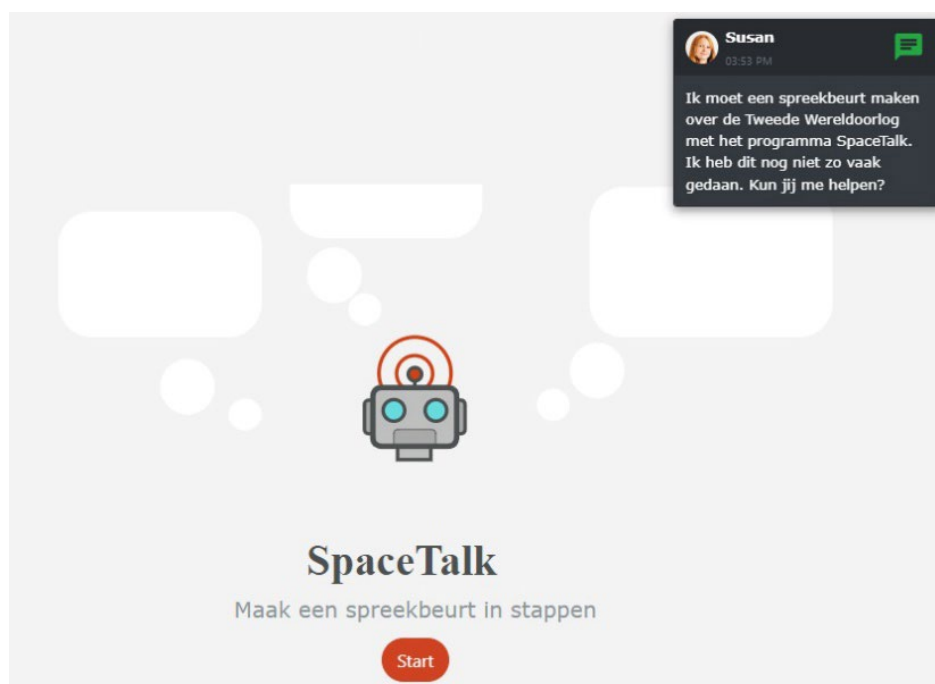 Susan
03:53 PM
Ik moet een spreekbeurt maken
over de Tweede Wereldoorlog
met het programma SpaceTalk.
Ik heb dit nog niet zo vaak
gedaan. Kun jij me helpen?
SpaceTalk
Maak een spreekbeurt in stappen
Start